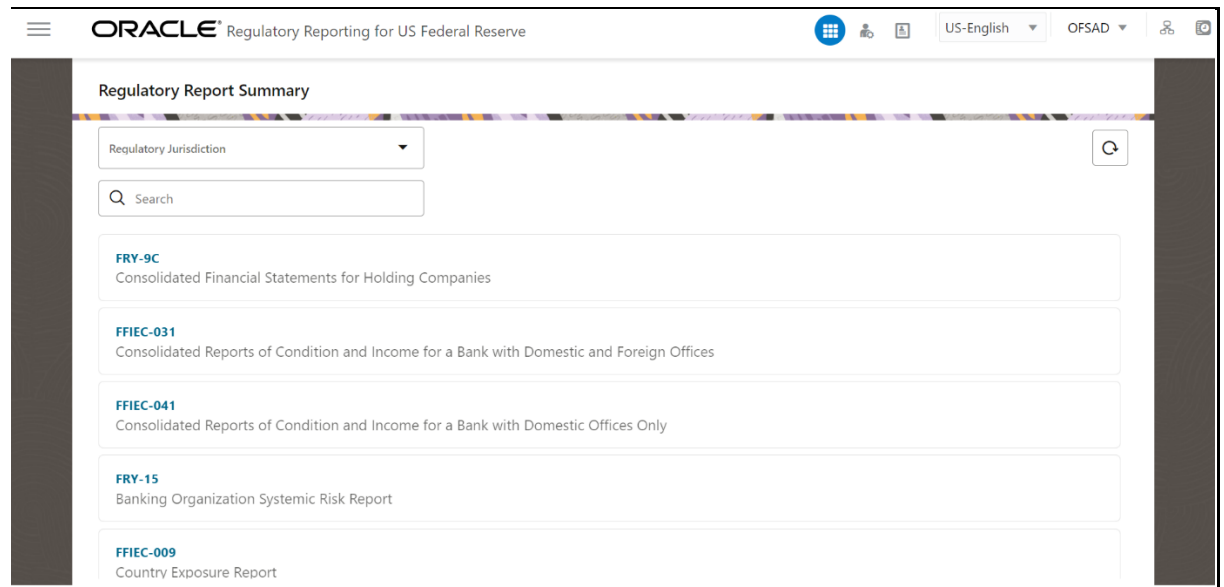 ORACLE® Regulatory Reporting for US Federal Reserve
US-English
OFSAD
Regulatory Report Summary
Regulatory Jurisdiction
Search
FRY-9C
Consolidated Financial Statements for Holding Companies
FFIEC-031
Consolidated Reports of Condition and Income for a Bank with Domestic and Foreign Offices
FFIEC-041
Consolidated Reports of Condition and Income for a Bank with Domestic Offices Only
FRY-15
Banking Organization Systemic Risk Report
FFIEC-009
Country Exposure Report